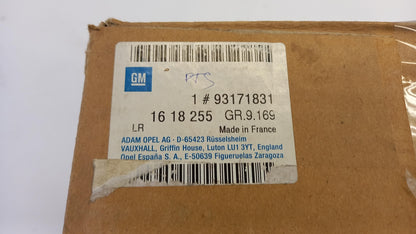 GM
PTS
1 # 93171831
16 18 255 GR.9.169
LR Made in France
ADAM OPEL AG · D-65423 Rüsselsheim
VAUXHALL, Griffin House, Luton LU1 3YT, England
Opel España S. A., E-50639 Figueruelas Zaragoza